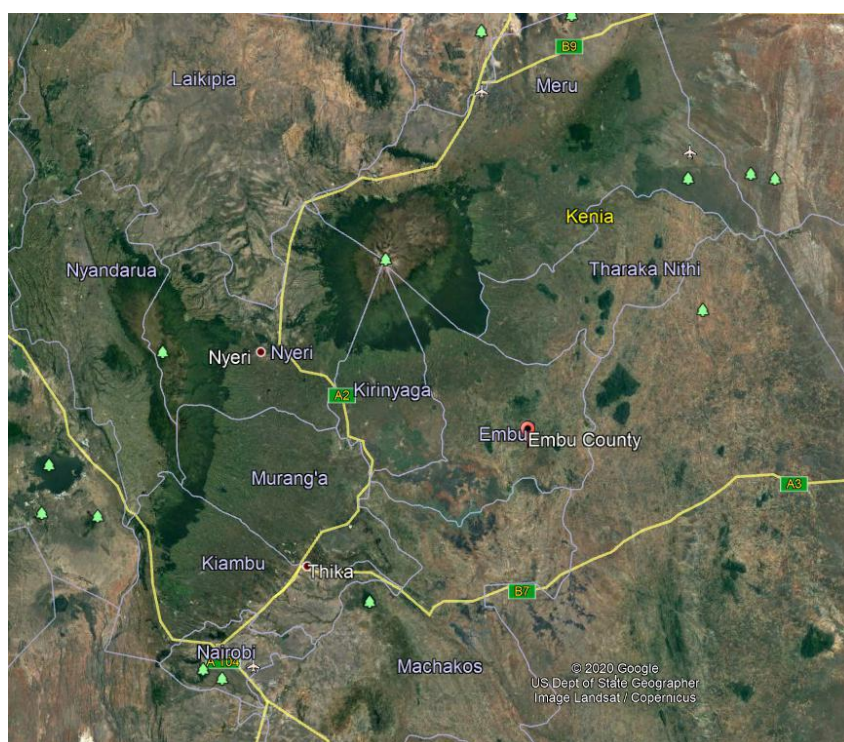 B9
Laikipia
Meru
Kenia
Nyandarua
Tharaka Nithi
Nyeri
Nyeri
A2
Kirinyaga
Embu
Embu County
Murang'a
A3
Kiambu
Thika
B7
Nairobi
A 104
Machakos
© 2020 Google
US Dept of State Geographer
Image Landsat / Copernicus